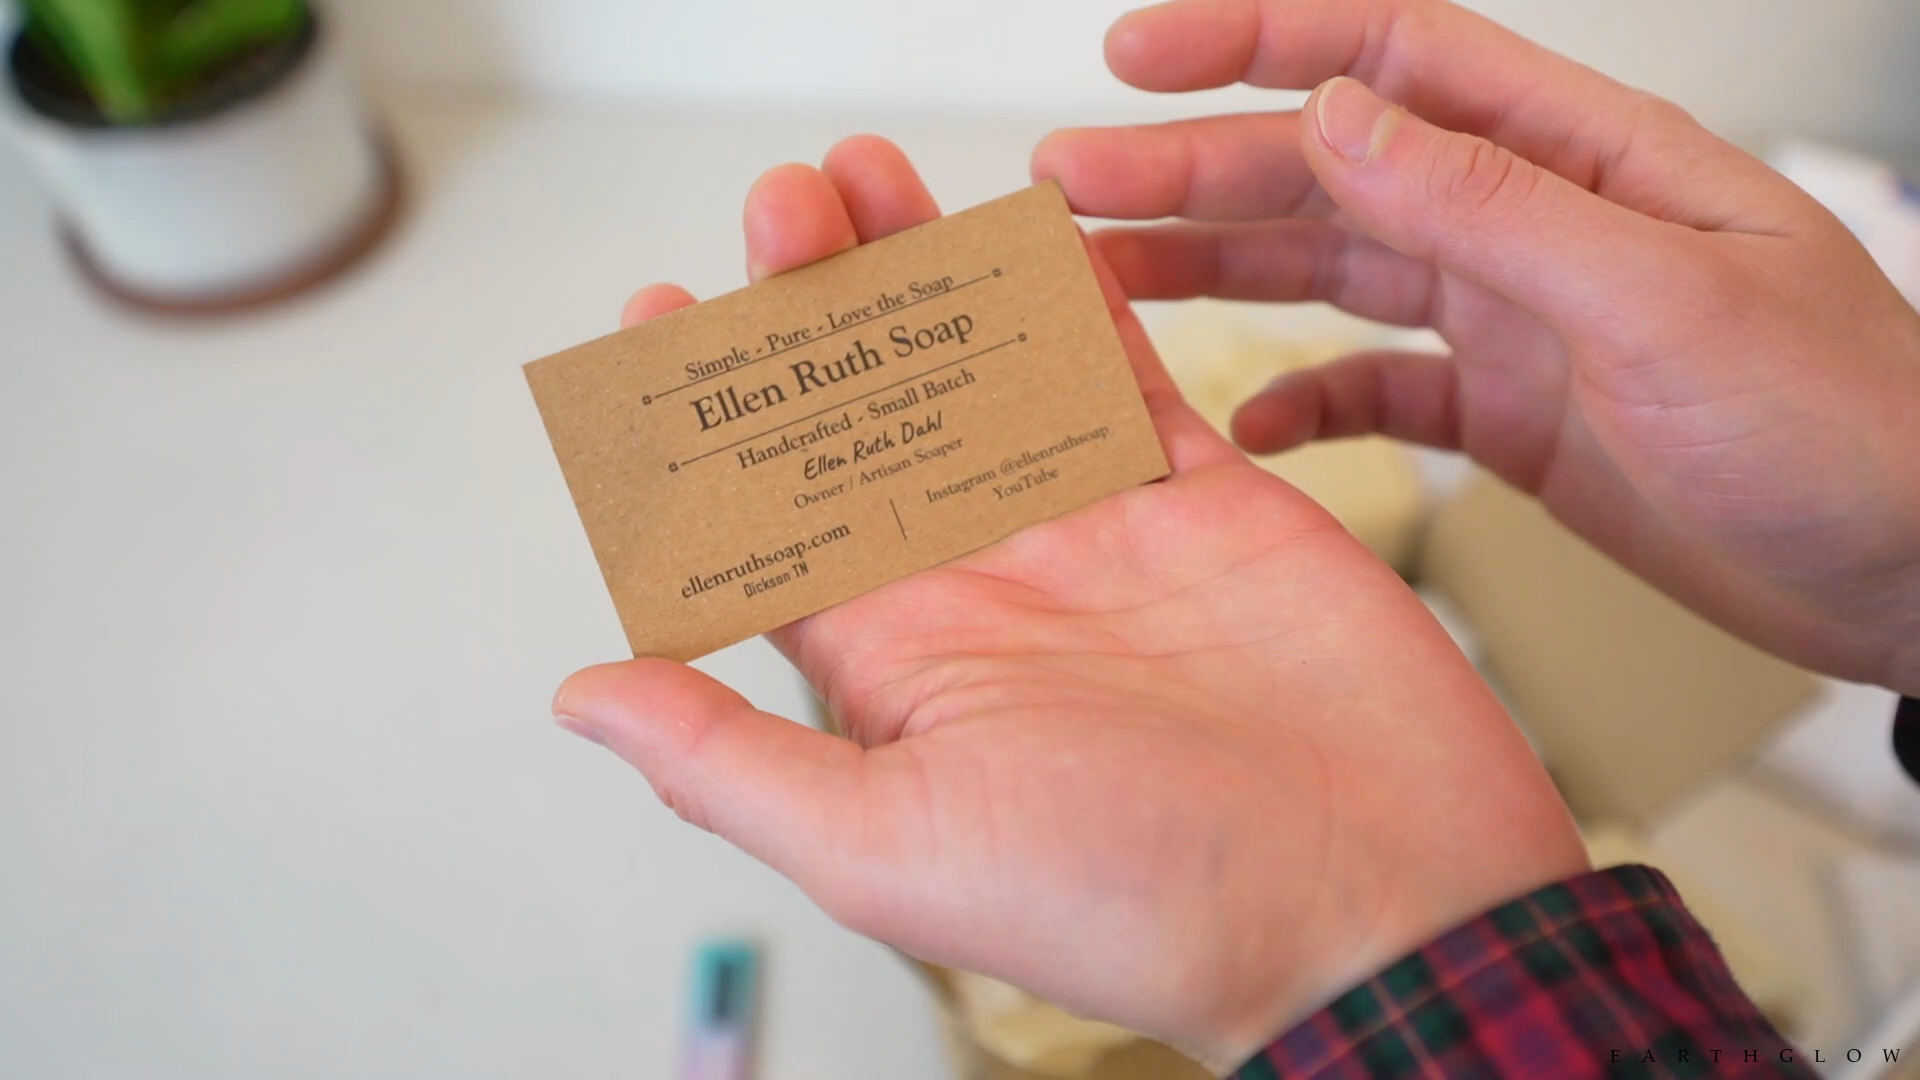 Simple - Pure - Love the Soap
Ellen Ruth Soap
Handcrafted - Small Batch
Ellen Ruth Dahl
Owner / Artisan Soaper
ellenruthsoap.com
Dickson TN
Instagram @ellenruthsoap
YouTube
EARTHGLOW